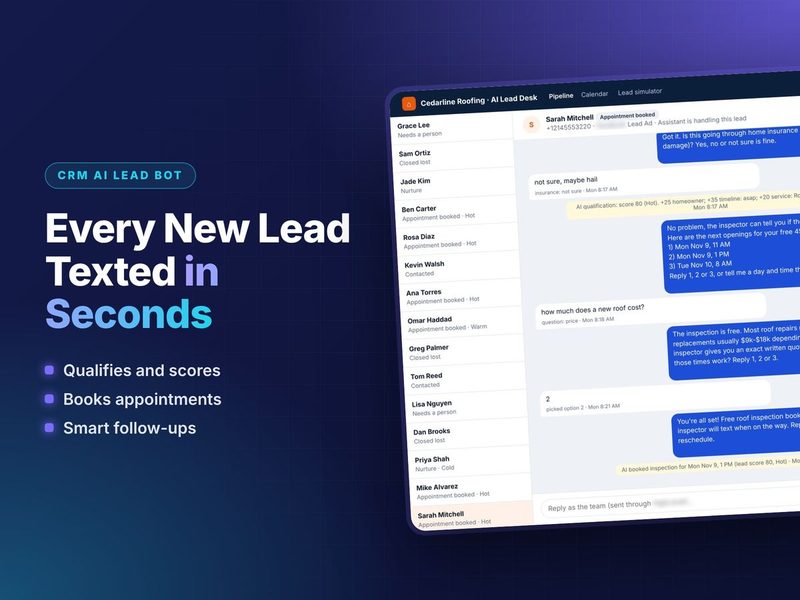 CRM AI LEAD BOT
Every New Lead
Texted in
Seconds
Qualifies and scores
Books appointments
Smart follow-ups
Cedarline Roofing · AI Lead Desk
Pipeline
Calendar
Lead simulator
Grace Lee
Needs a person
Sam Ortiz
Closed lost
Jade Kim
Nurture
Ben Carter
Appointment booked · Hot
Rosa Diaz
Appointment booked · Hot
Kevin Walsh
Contacted
Ana Torres
Appointment booked · Hot
Omar Haddad
Appointment booked · Warm
Greg Palmer
Closed lost
Tom Reed
Contacted
Lisa Nguyen
Needs a person
Dan Brooks
Closed lost
Priya Shah
Nurture · Cold
Mike Alvarez
Appointment booked · Hot
Sarah Mitchell
Appointment booked · Hot
S
Sarah Mitchell
Appointment booked
+12145553220 · Lead Ad · Assistant is handling this lead
Got it. Is this going through home insurance
damage)? Yes, no or not sure is fine.
not sure, maybe hail
insurance: not sure · Mon 8:17 AM
AI qualification: score 80 (Hot). +25 homeowner; +35 timeline: asap; +20 service:
Mon 8:17 AM
No problem, the inspector can tell you if
Here are the next openings for your free
1) Mon Nov 9, 11 AM
2) Mon Nov 9, 1 PM
3) Tue Nov 10, 8 AM
Reply 1, 2 or 3, or tell me a day and time
how much does a new roof cost?
question: price · Mon 8:18 AM
The inspection is free. Most roof repairs
replacements usually $9k-$18k
inspector gives you an exact written
those times work? Reply 1, 2 or 3.
2
picked option 2 · Mon 8:21 AM
You're all set! Free roof inspection
inspector will text when on the way.
reschedule.
AI booked inspection for Mon Nov 9, 1 PM (lead score 80, Hot) ·
Reply as the team (sent through